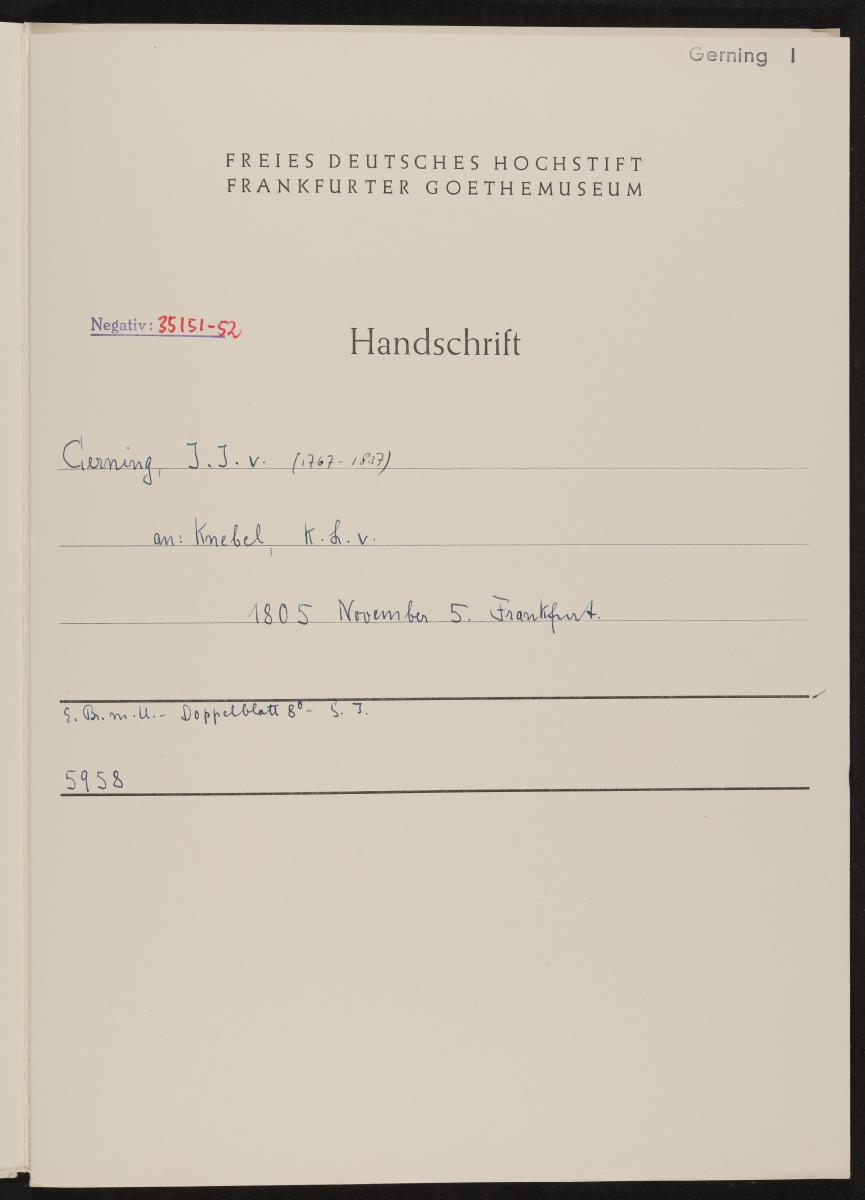 Gerning I
FREIES DEUTSCHES HOCHSTIFT
FRANKFURTER GOETHEMUSEUM
Negativ: 35151-52
Handschrift
Gerning, J. J. v. (1767-1837)
an: Knebel, K. L. v.
1805 November 5. Frankfurt.
E. Br. m. U. - Doppelblatt 8° - S. J.
5958